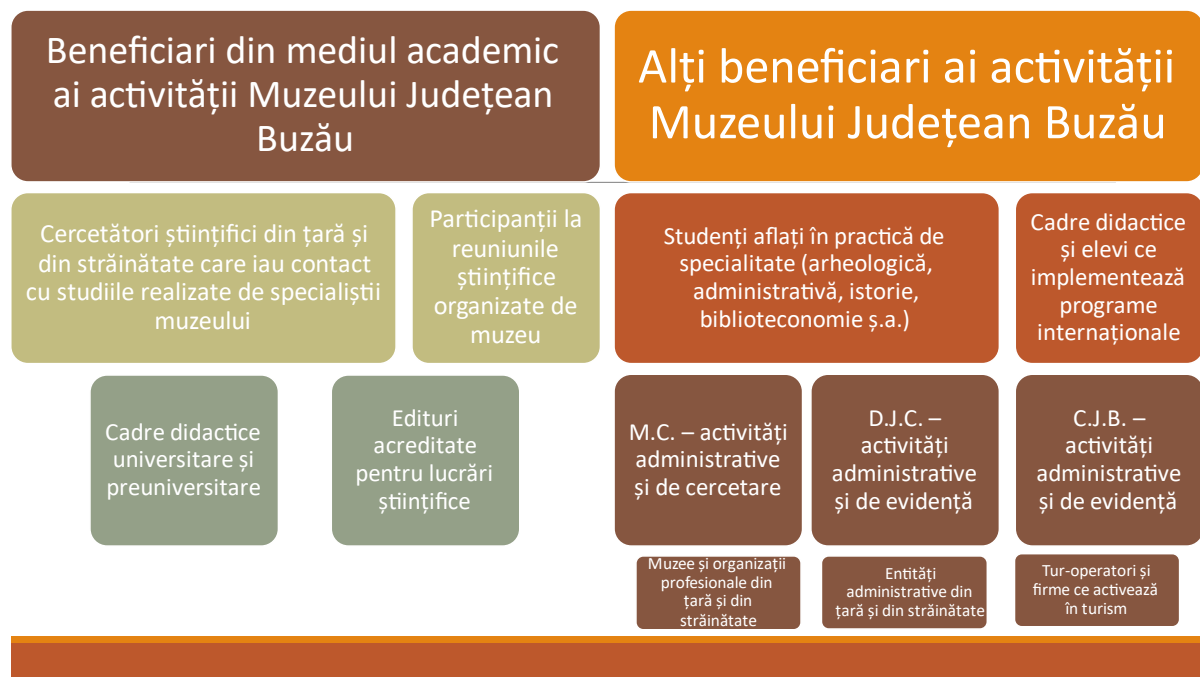 Beneficiari din mediul academic
ai activității Muzeului Județean
Buzău
Alți beneficiari ai activității
Muzeului Județean Buzău
Cercetători științifici din țară și
din străinătate care iau contact
cu studiile realizate de specialiștii
muzeului
Participanții la
reuniunile
științifice
organizate de
muzeu
Studenți aflați în practică de
specialitate (arheologică,
administrativă, istorie,
biblioteconomie ș.a.)
Cadre didactice
și elevi ce
implementează
programe
internaționale
Cadre didactice
universitare și
preuniversitare
Edituri
acreditate
pentru lucrări
științifice
M.C. – activități
administrative
și de cercetare
D.J.C. –
activități
administrative
și de evidență
C.J.B. –
activități
administrative
și de evidență
Muzee și organizații
profesionale din
țară și din
străinătate
Entități
administrative din
țară și din străinătate
Tur-operatori și
firme ce activează
în turism